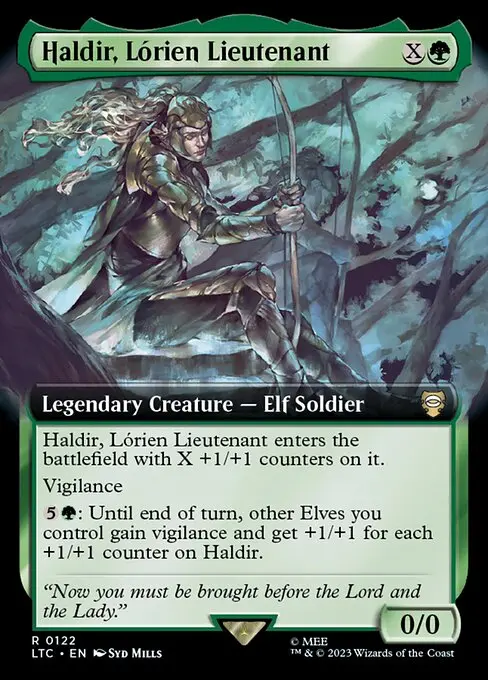 Haldir, Lórien Lieutenant X
Legendary Creature — Elf Soldier
Haldir, Lórien Lieutenant enters the
battlefield with X +1/+1 counters on it.
Vigilance
5: Until end of turn, other Elves you
control gain vigilance and get +1/+1 for each
+1/+1 counter on Haldir.
“Now you must be brought before the Lord and
the Lady.”
0/0
R 0122
LTC • EN Syd Mills
© MEE
™ & © 2023 Wizards of the Coast